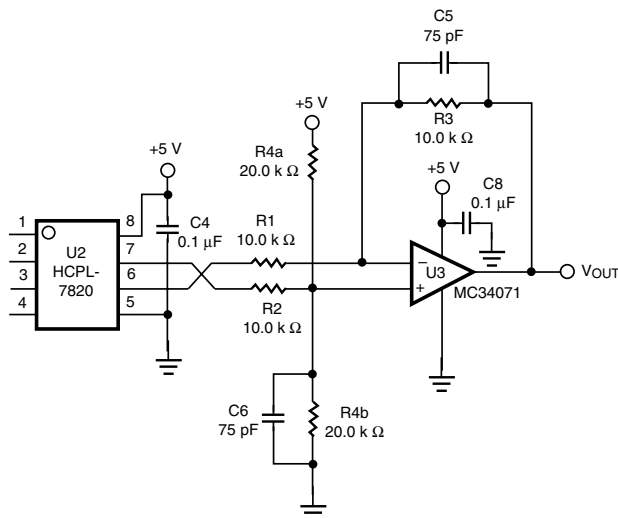 C5
75 pF
+5 V
R3
10.0 k Ω
+5 V
R4a
20.0 k Ω
+5 V
C8
0.1 µF
8
C4
0.1 µF
R1
10.0 k Ω
1
2
3
4
U2
HCPL-
7820
7
6
5
−
+
U3
MC34071
VOUT
R2
10.0 k Ω
C6
75 pF
R4b
20.0 k Ω